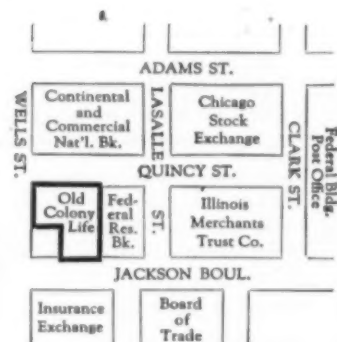 ADAMS ST.
WELLS ST.
Continental
and
Commercial
Nat'l. Bk.
LASALLE
ST.
Chicago
Stock
Exchange
CLARK ST.
Federal Bldg.
Post Office
QUINCY ST.
Old
Colony
Life
Fed-
eral
Res.
Bk.
Illinois
Merchants
Trust Co.
JACKSON BOUL.
Insurance
Exchange
Board
of
Trade